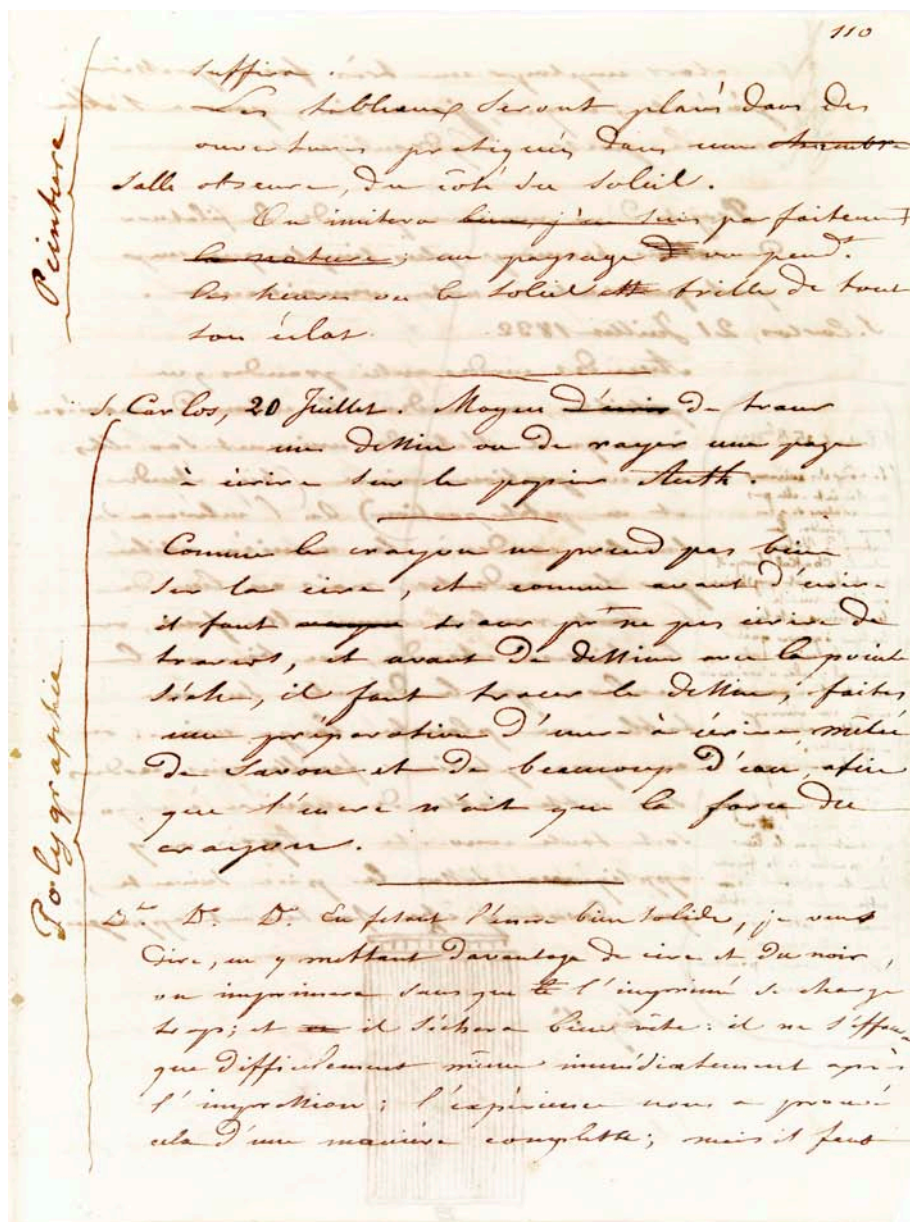 110
Peinture
suffira.
Les tableaux seront placés dans des
ouvertures pratiquées dans une chambre
salle obscure, du côté du soleil.
On imitera bien, j'en suis parfaitement
la nature; au paysage vu pend.t
les heures où le soleil brille de tout
son éclat.
S. Carlos, 20 Juillet. Moyen d'écrire de tracer
une dessin ou de rayer une page
à écrire sur le papier
Polygraphie
Comme le crayon ne prend pas bien
sur la cire, et comme avant d'écrire
il faut tracer pr ne pas écrire de
travers, et avant de dessiner avec la pointe
sèche, il faut tracer le dessin, faites
une préparation d'encre à écrire mêlée
de savon et de beaucoup d'eau, afin
que l'encre n'ait que la force du
crayon.
D.o D.o D.o En fesant l'encre bien solide, je veux
dire, en y mettant davantage de cire et du noir,
on imprimera sans que l'imprimé se charge
trop; et il séchera bien vîte: il ne s'efface
que difficilement même immédiatement après
l'impression; l'expérience nous a prouvé
cela d'une manière complette; mais il faut